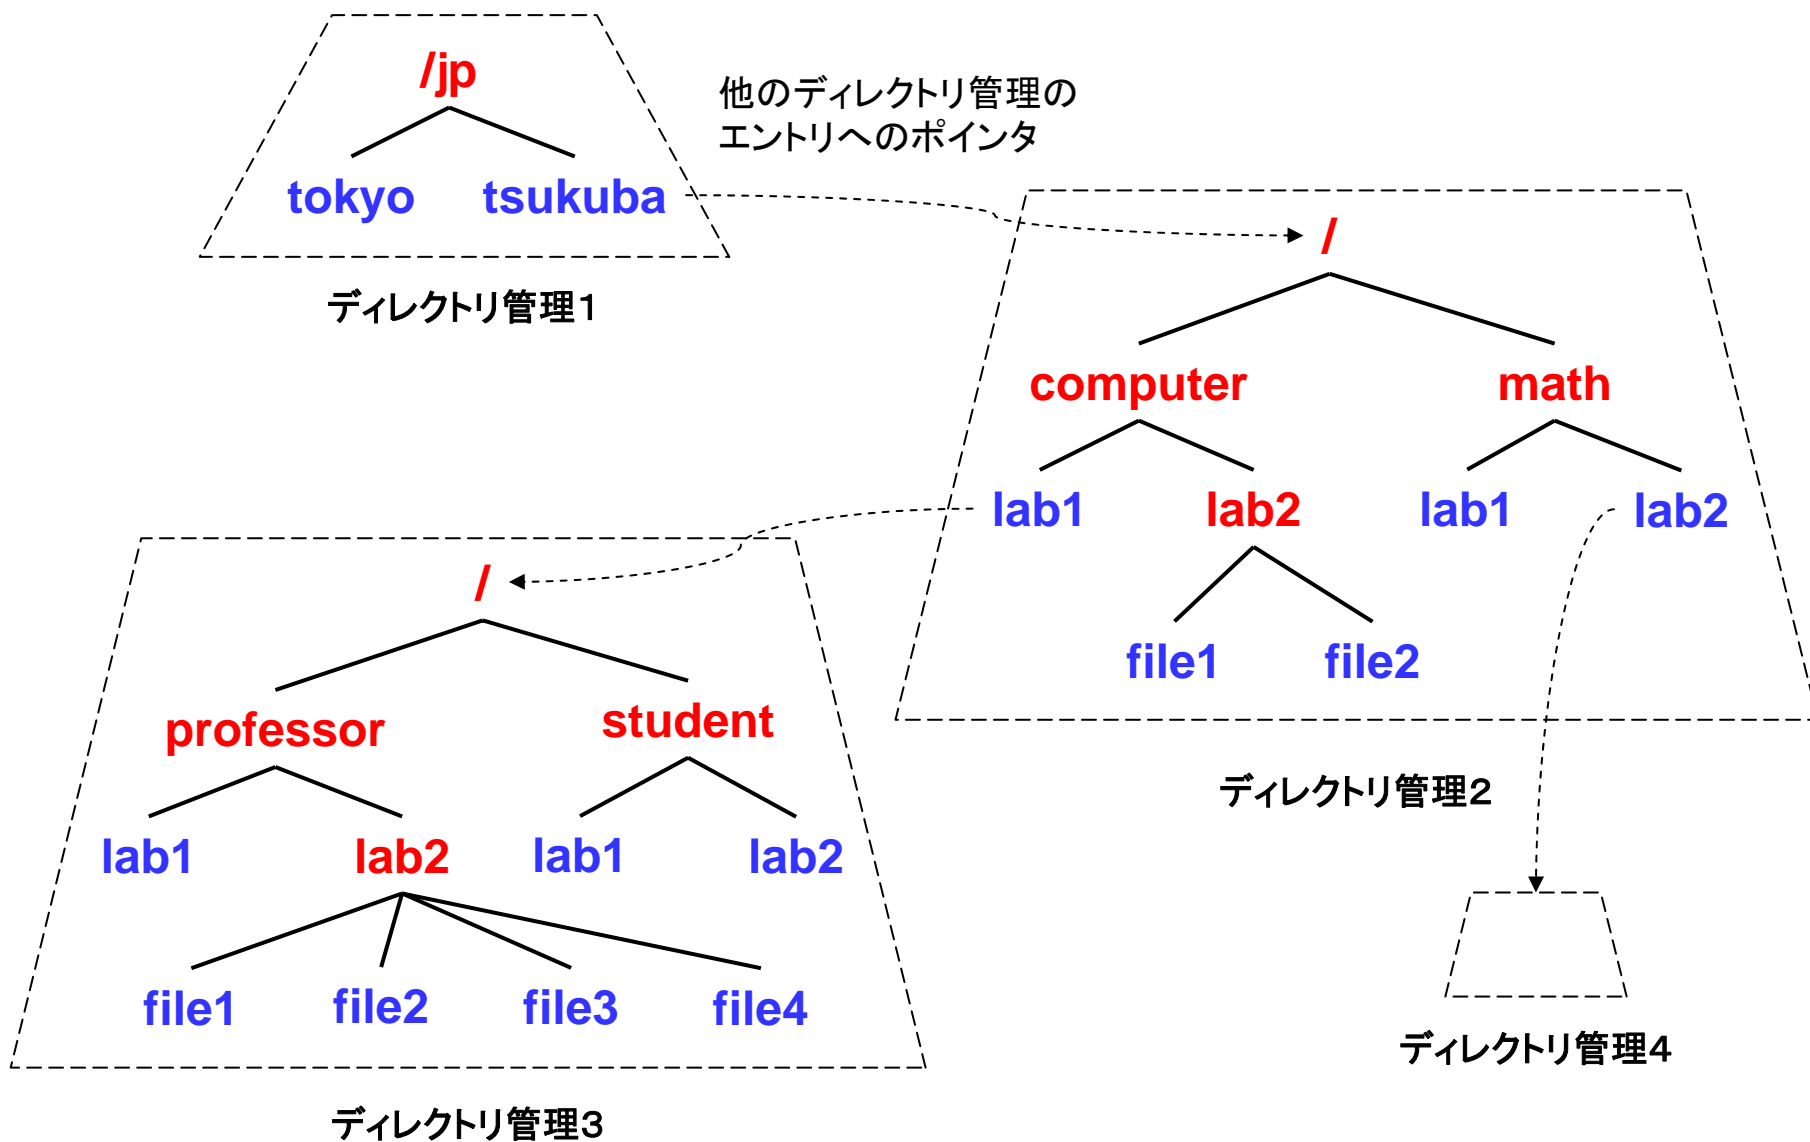 /jp
他のディレクトリ管理の
エントリへのポインタ
tokyo tsukuba
/
ディレクトリ管理1
computer math
lab1 lab2 lab1 lab2
/
file1 file2
professor student
ディレクトリ管理2
lab1 lab2 lab1 lab2
file1 file2 file3 file4
ディレクトリ管理4
ディレクトリ管理3